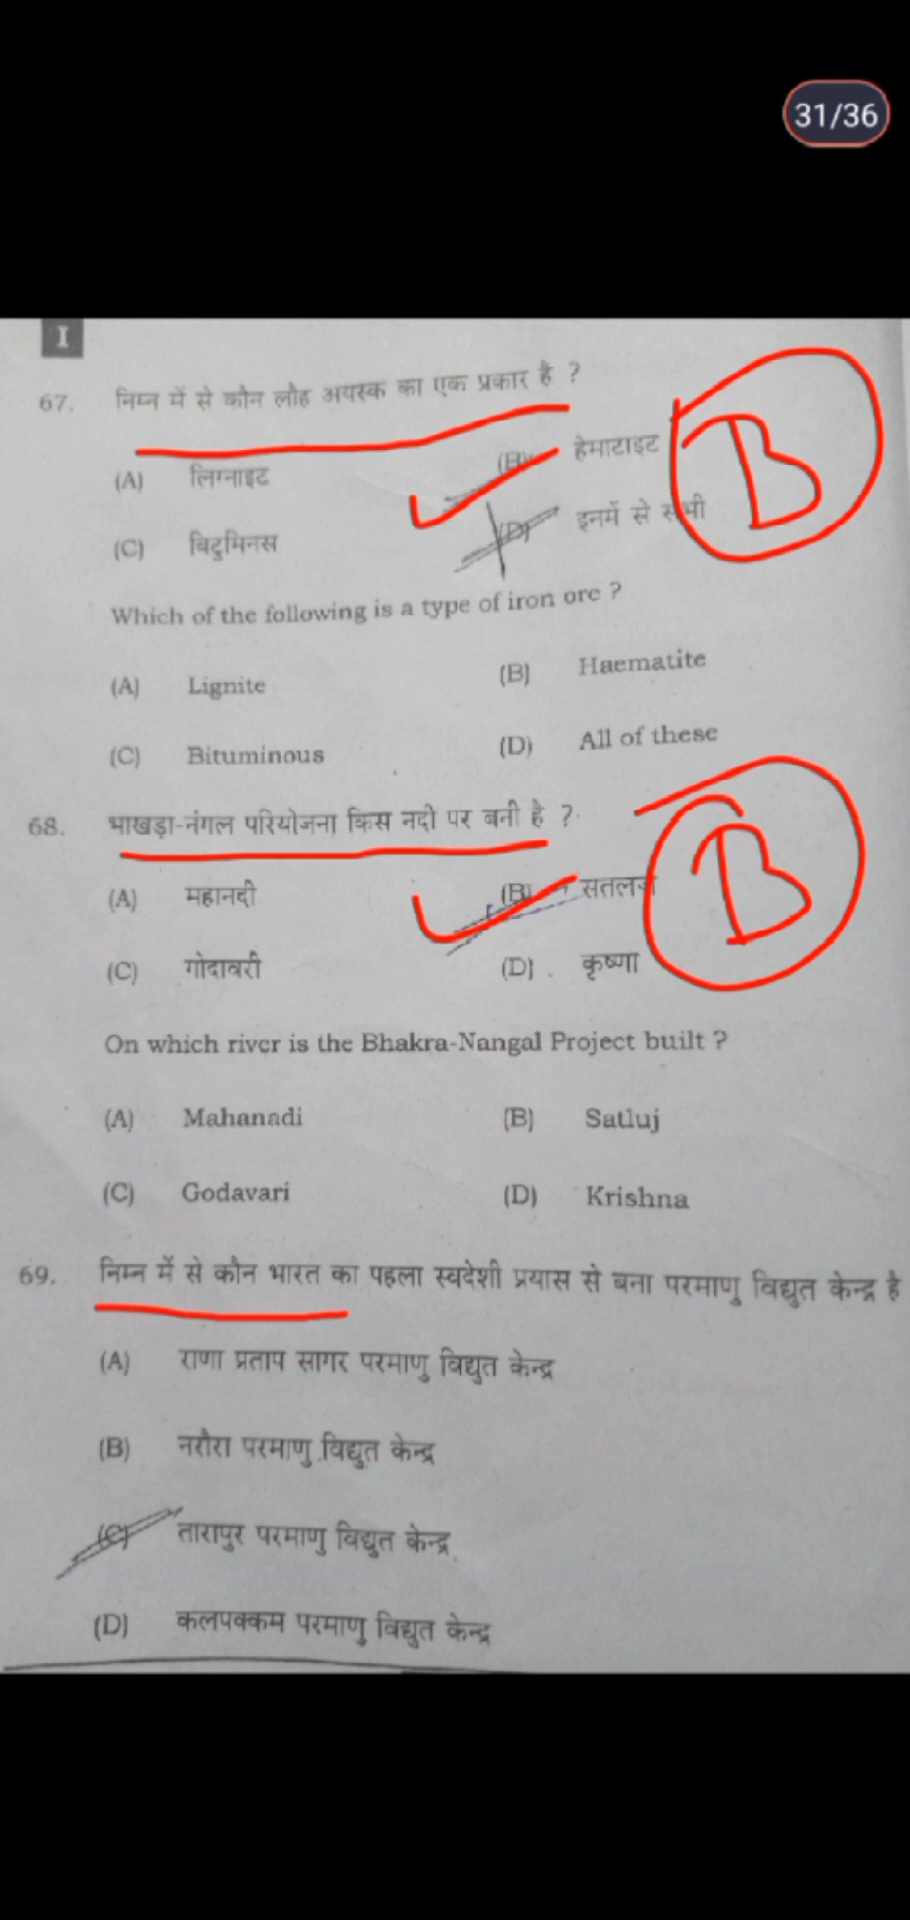 31/36
I
67. निम्न में से कौन लौह अयस्क का एक प्रकार है ?
(A) लिग्नाइट (B) हेमाटाइट
(C) बिटुमिनस (D) इनमें से सभी
B
Which of the following is a type of iron ore ?
(A) Lignite (B) Haematite
(C) Bituminous (D) All of these
68. भाखड़ा-नंगल परियोजना किस नदी पर बनी है ?
(A) महानदी (B) सतलज
(C) गोदावरी (D) कृष्णा
B
On which river is the Bhakra-Nangal Project built ?
(A) Mahanadi (B) Satluj
(C) Godavari (D) Krishna
69. निम्न में से कौन भारत का पहला स्वदेशी प्रयास से बना परमाणु विद्युत केन्द्र है
(A) राणा प्रताप सागर परमाणु विद्युत केन्द्र
(B) नरौरा परमाणु विद्युत केन्द्र
(C) तारापुर परमाणु विद्युत केन्द्र
(D) कलपक्कम परमाणु विद्युत केन्द्र